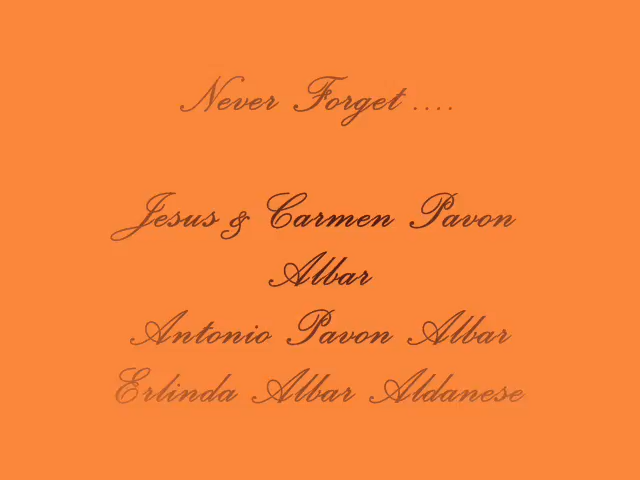 Never Forget ....
Jesus & Carmen Pavon
Albar
Antonio Pavon Albar
Erlinda Albar Aldanese